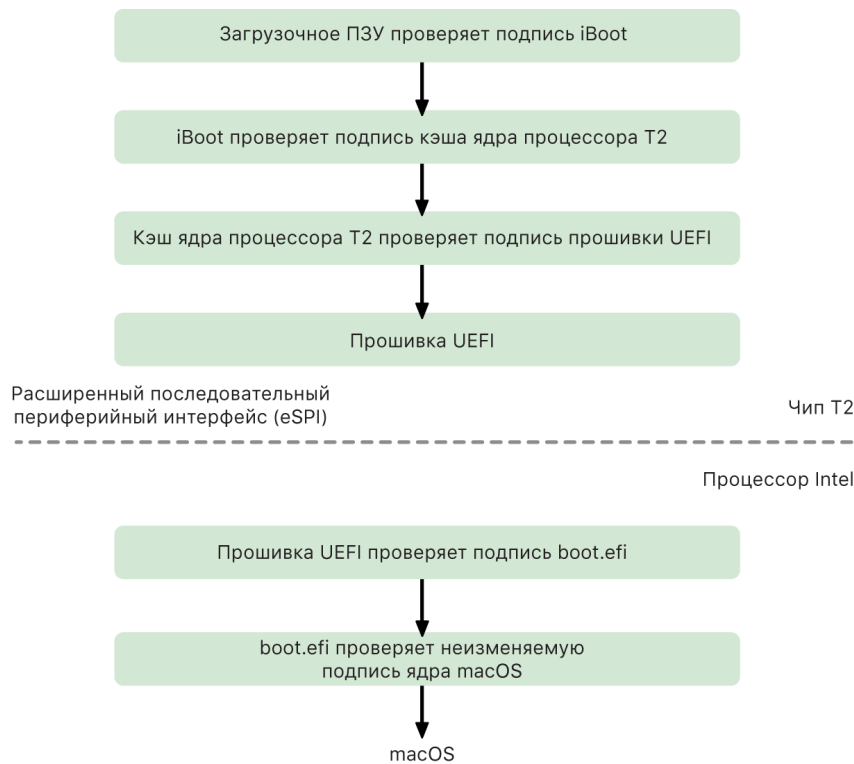 Загрузочное ПЗУ проверяет подпись iBoot
iBoot проверяет подпись кэша ядра процессора T2
Кэш ядра процессора T2 проверяет подпись прошивки UEFI
Прошивка UEFI
Расширенный последовательный
периферийный интерфейс (eSPI)
Чип T2
Процессор Intel
Прошивка UEFI проверяет подпись boot.efi
boot.efi проверяет неизменяемую
подпись ядра macOS
macOS